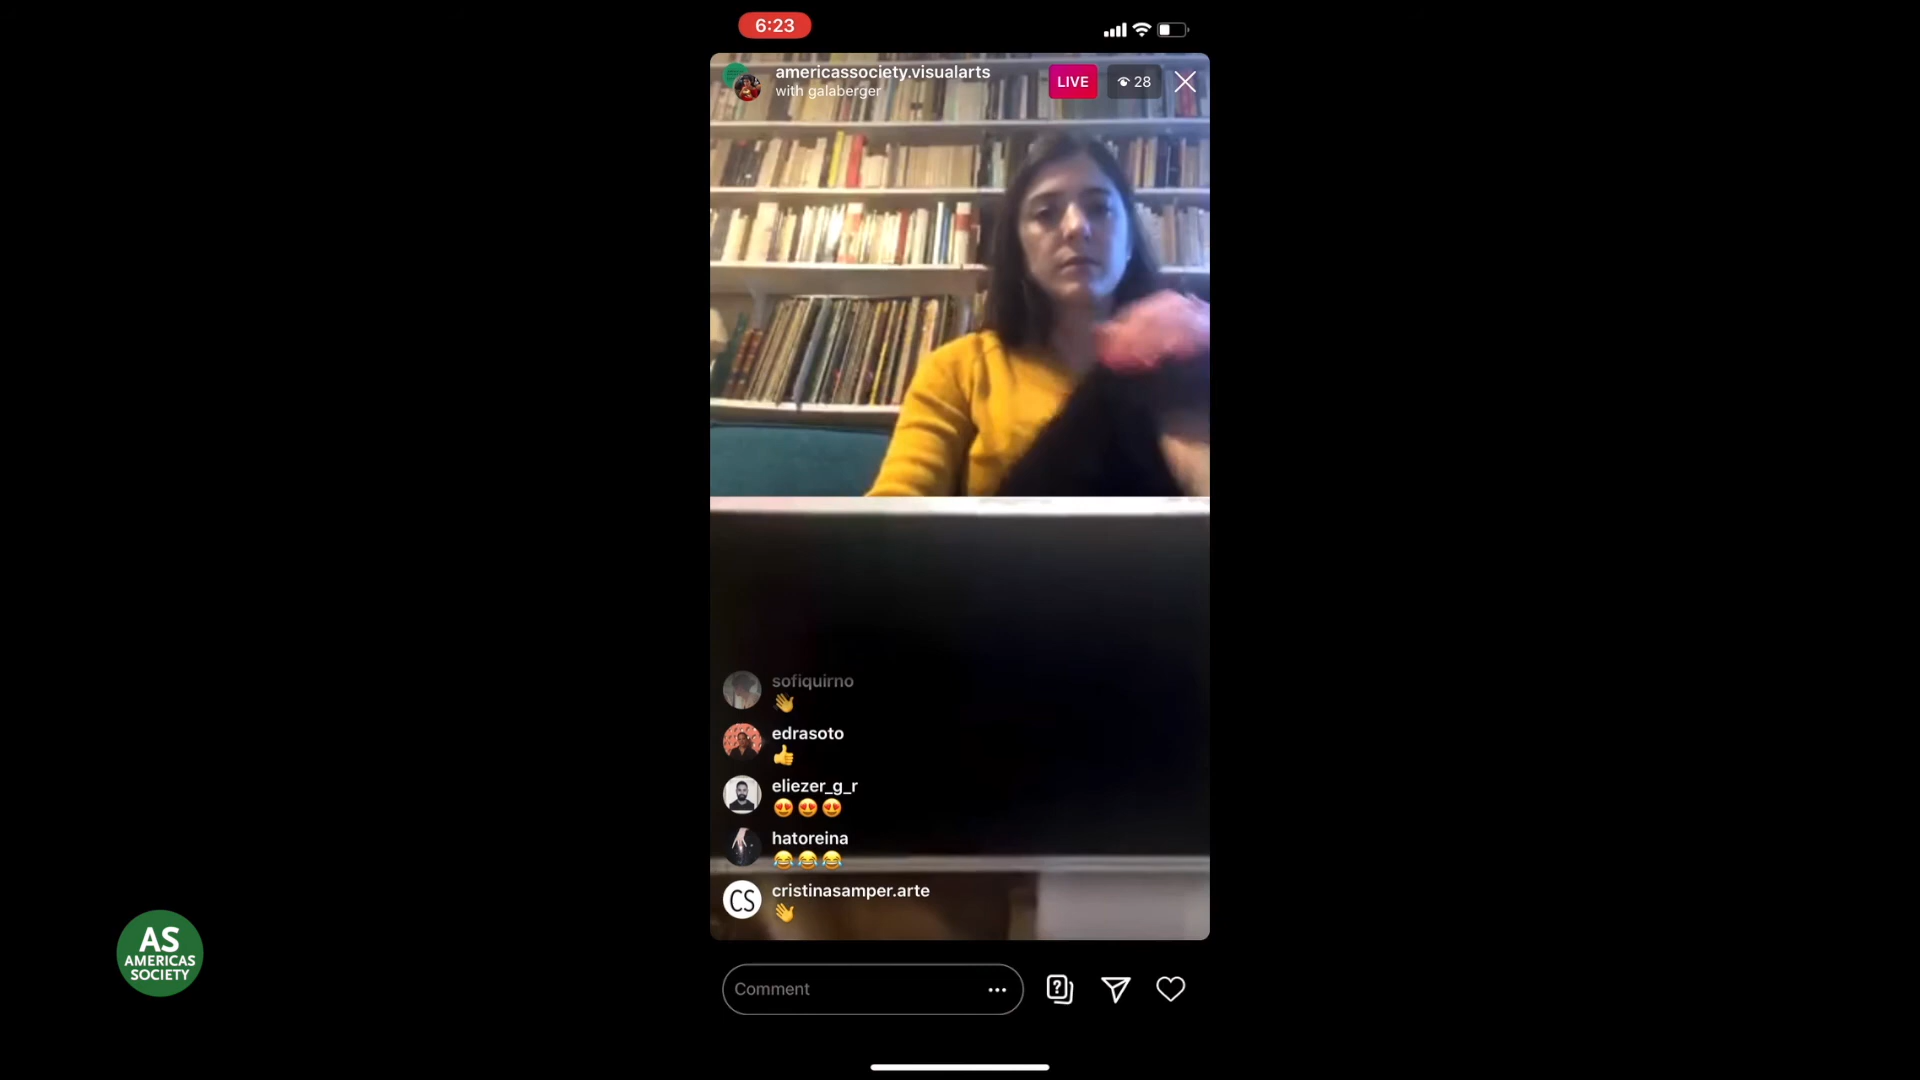 6:23
americassociety.visualarts
with galaberger
LIVE
28
sofiquirno
👋
edrasoto
👍
eliezer_g_r
😍😍😍
hatoreina
😂😂😂
CS
cristinasamper.arte
👋
AS
AMERICAS
SOCIETY
Comment